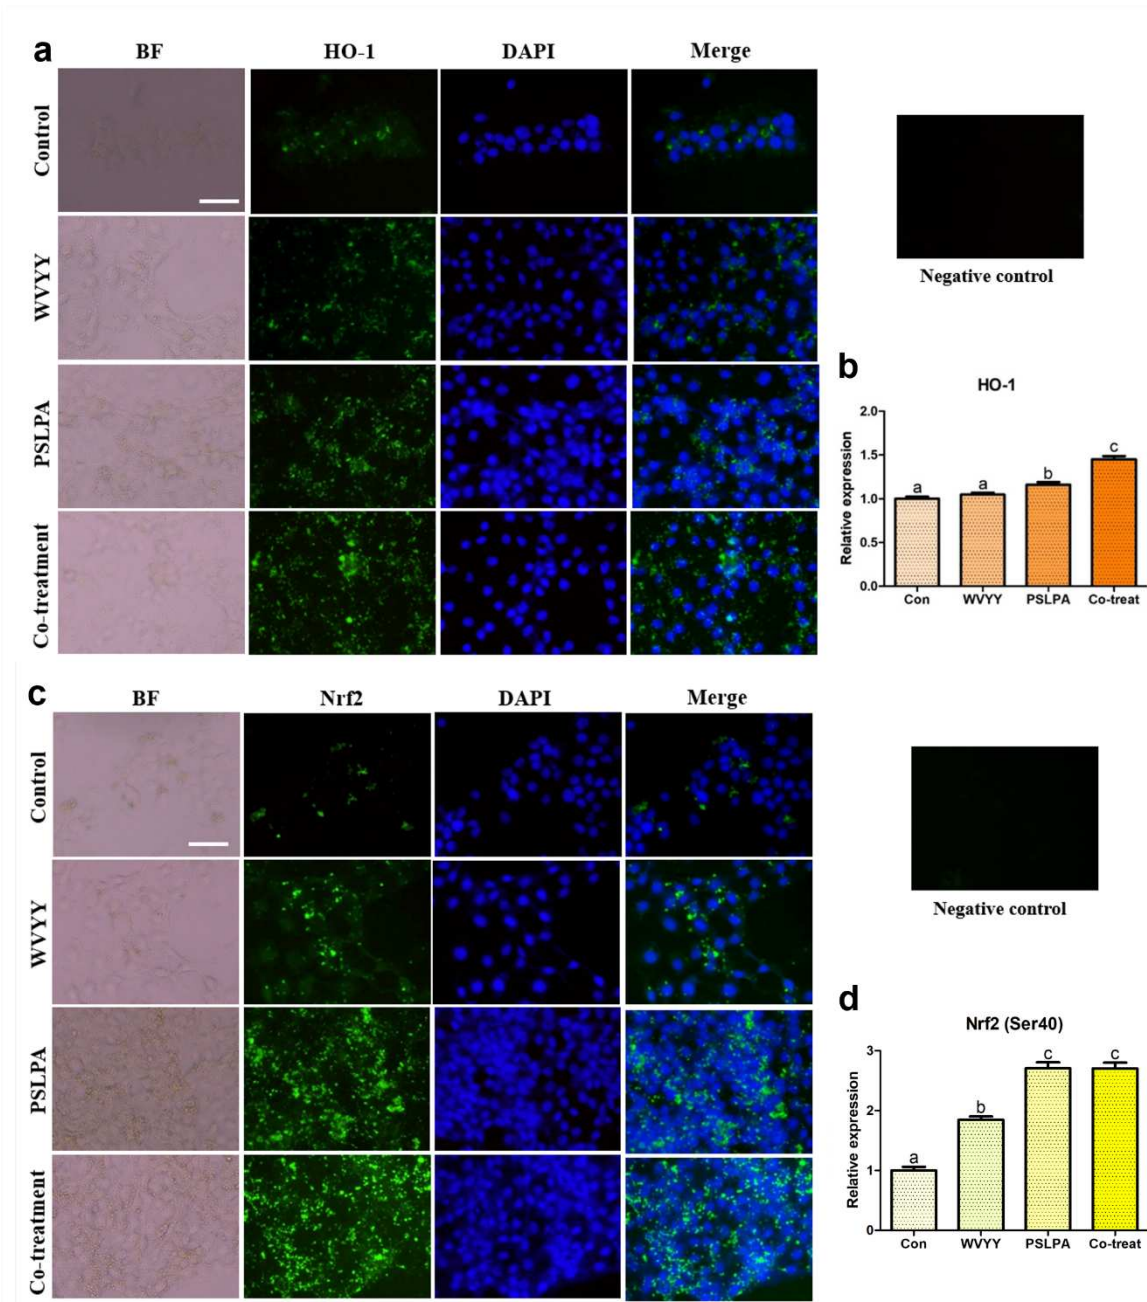 a
BF HO-1 DAPI Merge
Control
WVYY
PSLPA
Co-treatment
Negative control
b
HO-1
Relative expression
2.0
1.5
1.0
0.5
0.0
a a b c
Con WVYY PSLPA Co-treat
c
BF Nrf2 DAPI Merge
Control
WVYY
PSLPA
Co-treatment
Negative control
d
Nrf2 (Ser40)
Relative expression
3
2
1
0
a b c c
Con WVYY PSLPA Co-treat